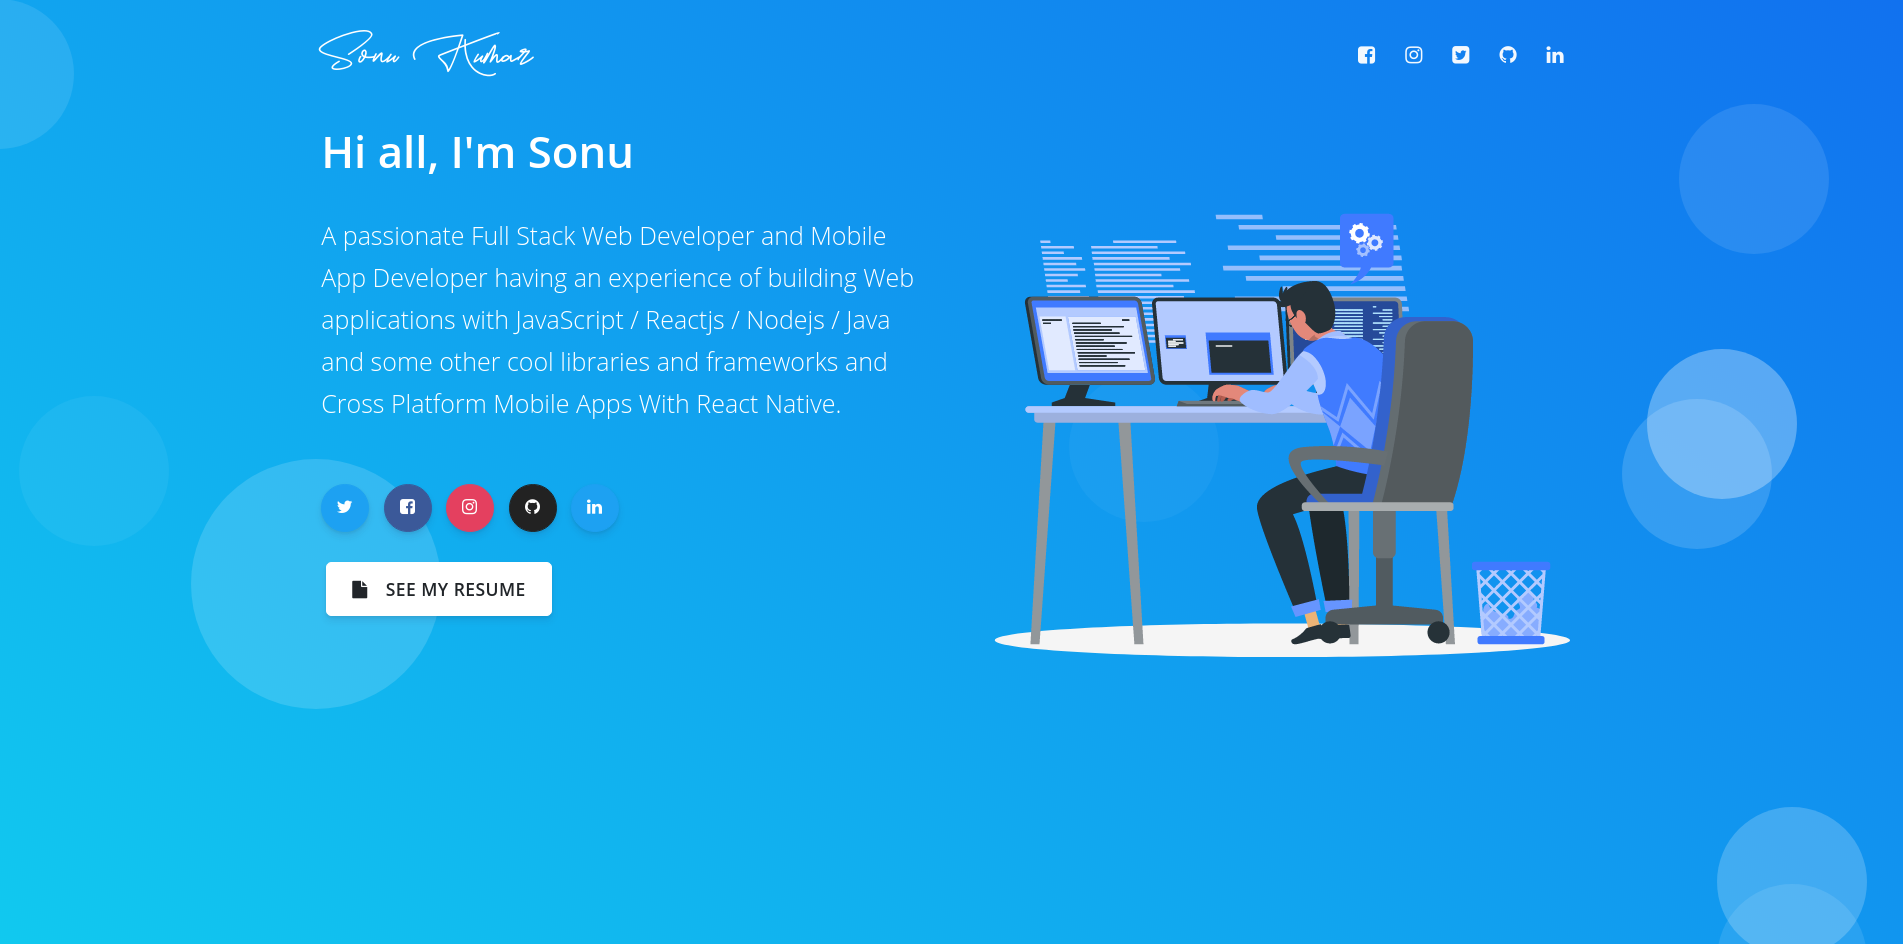 Sonu Kumar
Hi all, I'm Sonu
A passionate Full Stack Web Developer and Mobile
App Developer having an experience of building Web
applications with JavaScript / Reactjs / Nodejs / Java
and some other cool libraries and frameworks and
Cross Platform Mobile Apps With React Native.
SEE MY RESUME